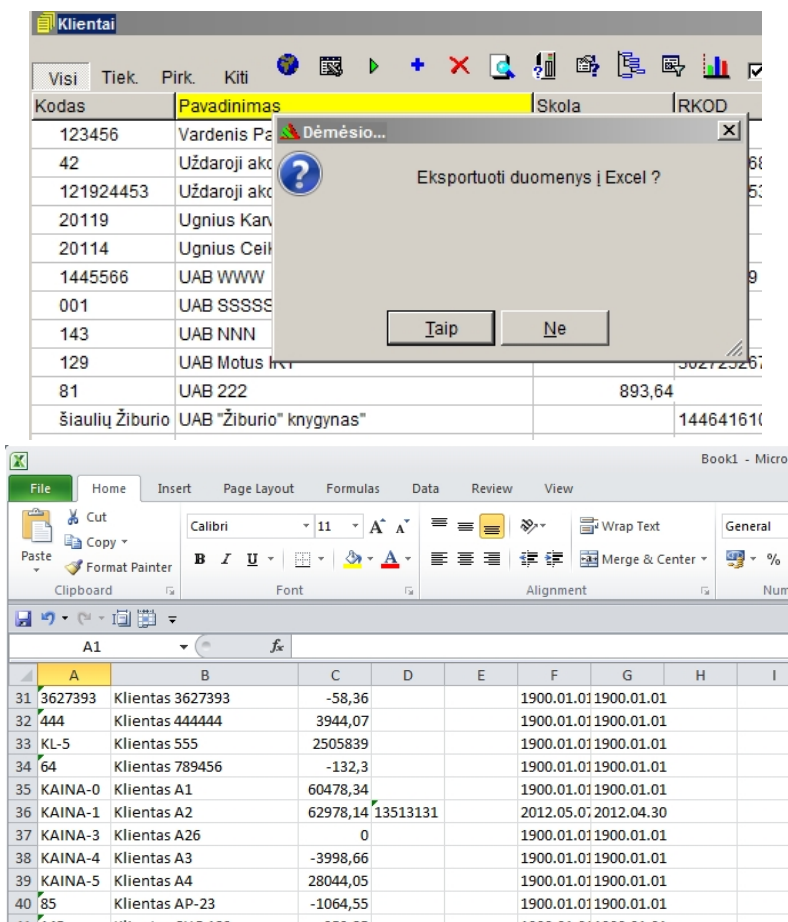 Klientai
Visi Tiek. Pirk. Kiti
Kodas Pavadinimas Skola RKOD
123456 Vardenis Pa
42 Uždaroji
121924453 Uždaroji
20119 Ugnius
20114 Ugnius
1445566 UAB WWW
001 UAB SSSSS
143 UAB NNN
129 UAB Motus
81 UAB 222 893,64
šiaulių Žiburio UAB "Žiburio" knygynas" 14464161
Dėmėsio...
Eksportuoti duomenys į Excel ?
Taip Ne
Book1 - Micro
File Home Insert Page Layout Formulas Data Review View
Cut
Copy
Paste Format Painter
Calibri 11 A A Wrap Text General
B I U A Merge & Center %
Clipboard Font Alignment Num
A1 fx
A B C D E F G H I
31 3627393 Klientas 3627393 -58,36 1900.01.01 1900.01.01
32 444 Klientas 444444 3944,07 1900.01.01 1900.01.01
33 KL-5 Klientas 555 2505839 1900.01.01 1900.01.01
34 64 Klientas 789456 -132,3 1900.01.01 1900.01.01
35 KAINA-0 Klientas A1 60478,34 1900.01.01 1900.01.01
36 KAINA-1 Klientas A2 62978,14 13513131 2012.05.07 2012.04.30
37 KAINA-3 Klientas A26 0 1900.01.01 1900.01.01
38 KAINA-4 Klientas A3 -3998,66 1900.01.01 1900.01.01
39 KAINA-5 Klientas A4 28044,05 1900.01.01 1900.01.01
40 85 Klientas AP-23 -1064,55 1900.01.01 1900.01.01